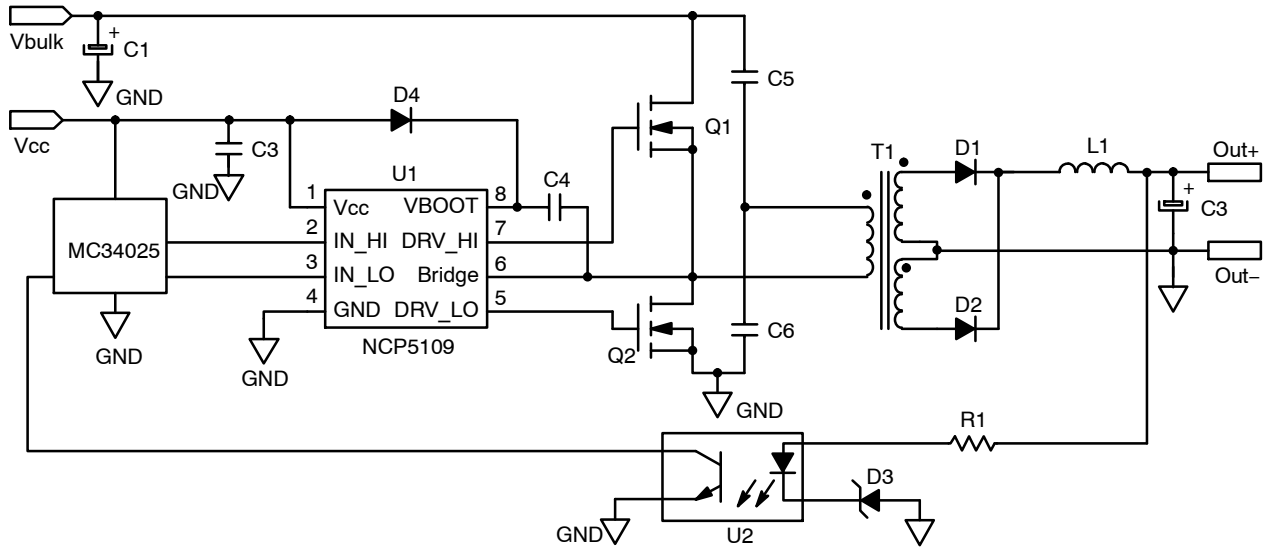 Vbulk
+
C1
GND
Vcc
C3
GND
D4
U1
C4
C5
Q1
T1
D1
L1
Out+
+
C3
Out−
D2
MC34025
GND
1
Vcc
VBOOT
8
2
IN_HI
DRV_HI
7
3
IN_LO
Bridge
6
4
GND
DRV_LO
5
NCP5109
GND
Q2
C6
GND
R1
D3
GND
U2